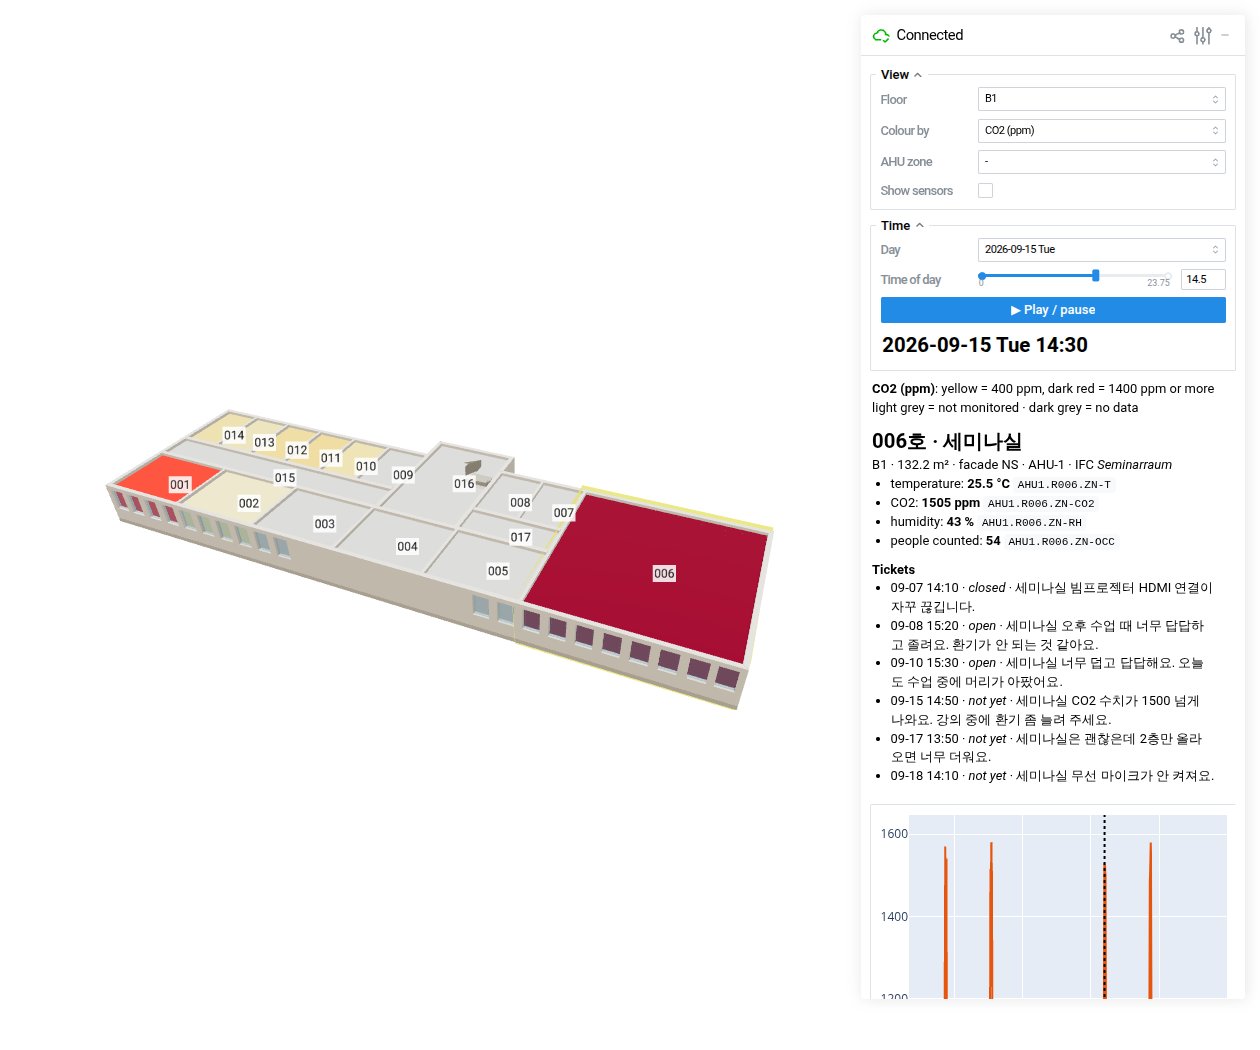 Connected
View
Floor
B1
Colour by
CO2 (ppm)
AHU zone
-
Show sensors
Time
Day
2026-09-15 Tue
Time of day
0
23.75
14.5
▶ Play / pause
2026-09-15 Tue 14:30
CO2 (ppm): yellow = 400 ppm, dark red = 1400 ppm or more
light grey = not monitored · dark grey = no data
006호 · 세미나실
B1 · 132.2 m² · facade NS · AHU-1 · IFC Seminarraum
• temperature: 25.5 °C AHU1.R006.ZN-T
• CO2: 1505 ppm AHU1.R006.ZN-CO2
• humidity: 43 % AHU1.R006.ZN-RH
• people counted: 54 AHU1.R006.ZN-OCC
Tickets
• 09-07 14:10 · closed · 세미나실 빔프로젝터 HDMI 연결이
자꾸 끊깁니다.
• 09-08 15:20 · open · 세미나실 오후 수업 때 너무 답답하
고 졸려요. 환기가 안 되는 것 같아요.
• 09-10 15:30 · open · 세미나실 너무 덥고 답답해요. 오늘
도 수업 중에 머리가 아팠어요.
• 09-15 14:50 · not yet · 세미나실 CO2 수치가 1500 넘게
나와요. 강의 중에 환기 좀 늘려 주세요.
• 09-17 13:50 · not yet · 세미나실은 괜찮은데 2층만 올라
오면 너무 더워요.
• 09-18 14:10 · not yet · 세미나실 무선 마이크가 안 켜져요.
1600
1400
1200
014
013
012
011
010
009
016
015
001
002
003
004
005
008
007
017
006